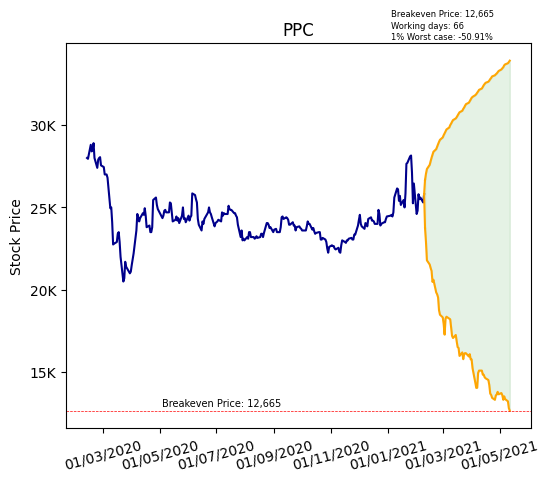 Breakeven Price: 12,665
Working days: 66
1% Worst case: -50.91%
PPC
Stock Price
30K
25K
20K
15K
Breakeven Price: 12,665
01/03/2020
01/05/2020
01/07/2020
01/09/2020
01/11/2020
01/01/2021
01/03/2021
01/05/2021